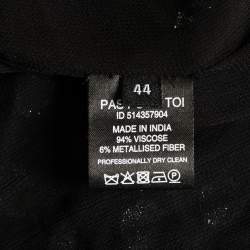 44
PAS TOI
ID 514357904
MADE IN INDIA
94% VISCOSE
6% METALLISED FIBER
PROFESSIONALLY DRY CLEAN